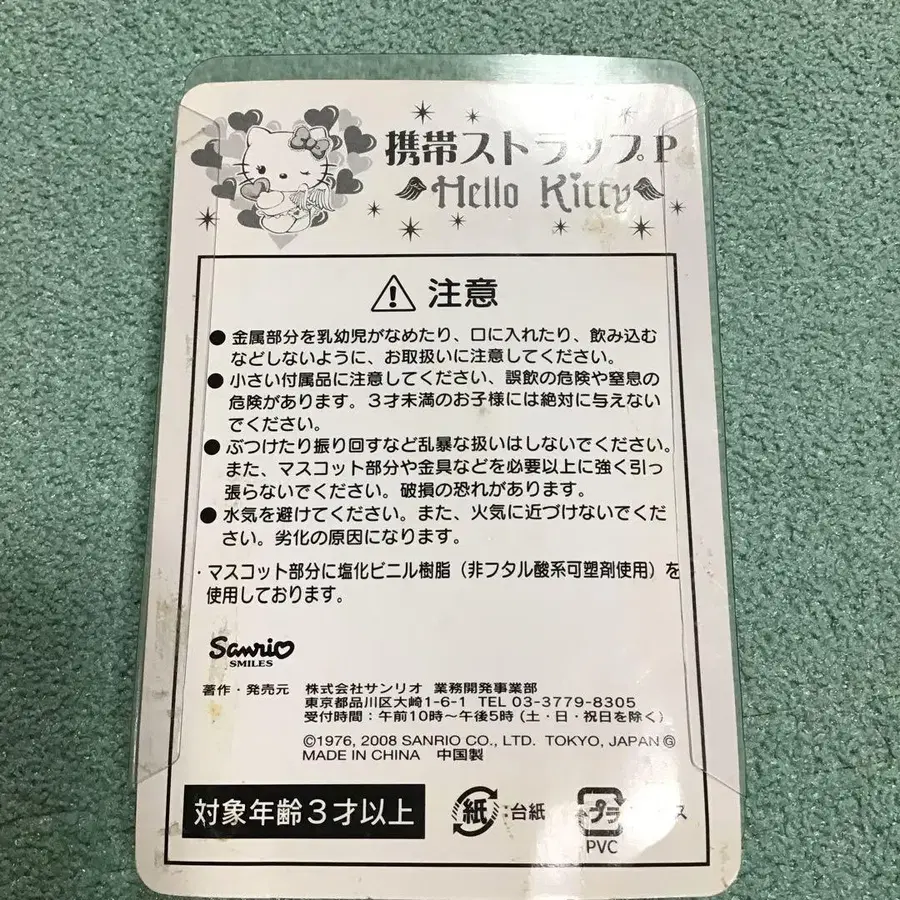 携帯ストラップP
Hello Kitty
注意
●金属部分を乳幼児がなめたり、口に入れたり、飲み込む
などしないように、お取扱いに注意してください。
●小さい付属品に注意してください、誤飲の危険や窒息の
危険があります。3才未満のお子様には絶対に与えない
でください。
●ぶつけたり振り回すなど乱暴な扱いはしないでください。
また、マスコット部分や金具などを必要以上に強く引っ
張らないでください。破損の恐れがあります。
●水気を避けてください。また、火気に近づけないでくだ
さい。劣化の原因になります。
・マスコット部分に塩化ビニル樹脂（非フタル酸系可塑剤使用）を
使用しております。
Sanrio
SMILES
著作・発売元 株式会社サンリオ 業務開発事業部
東京都品川区大崎1-6-1 TEL 03-3779-8305
受付時間：午前10時～午後5時（土・日・祝日を除く）
©1976, 2008 SANRIO CO., LTD. TOKYO, JAPAN Ⓖ
MADE IN CHINA 中国製
対象年齢3才以上
紙：台紙
プラ
PVC